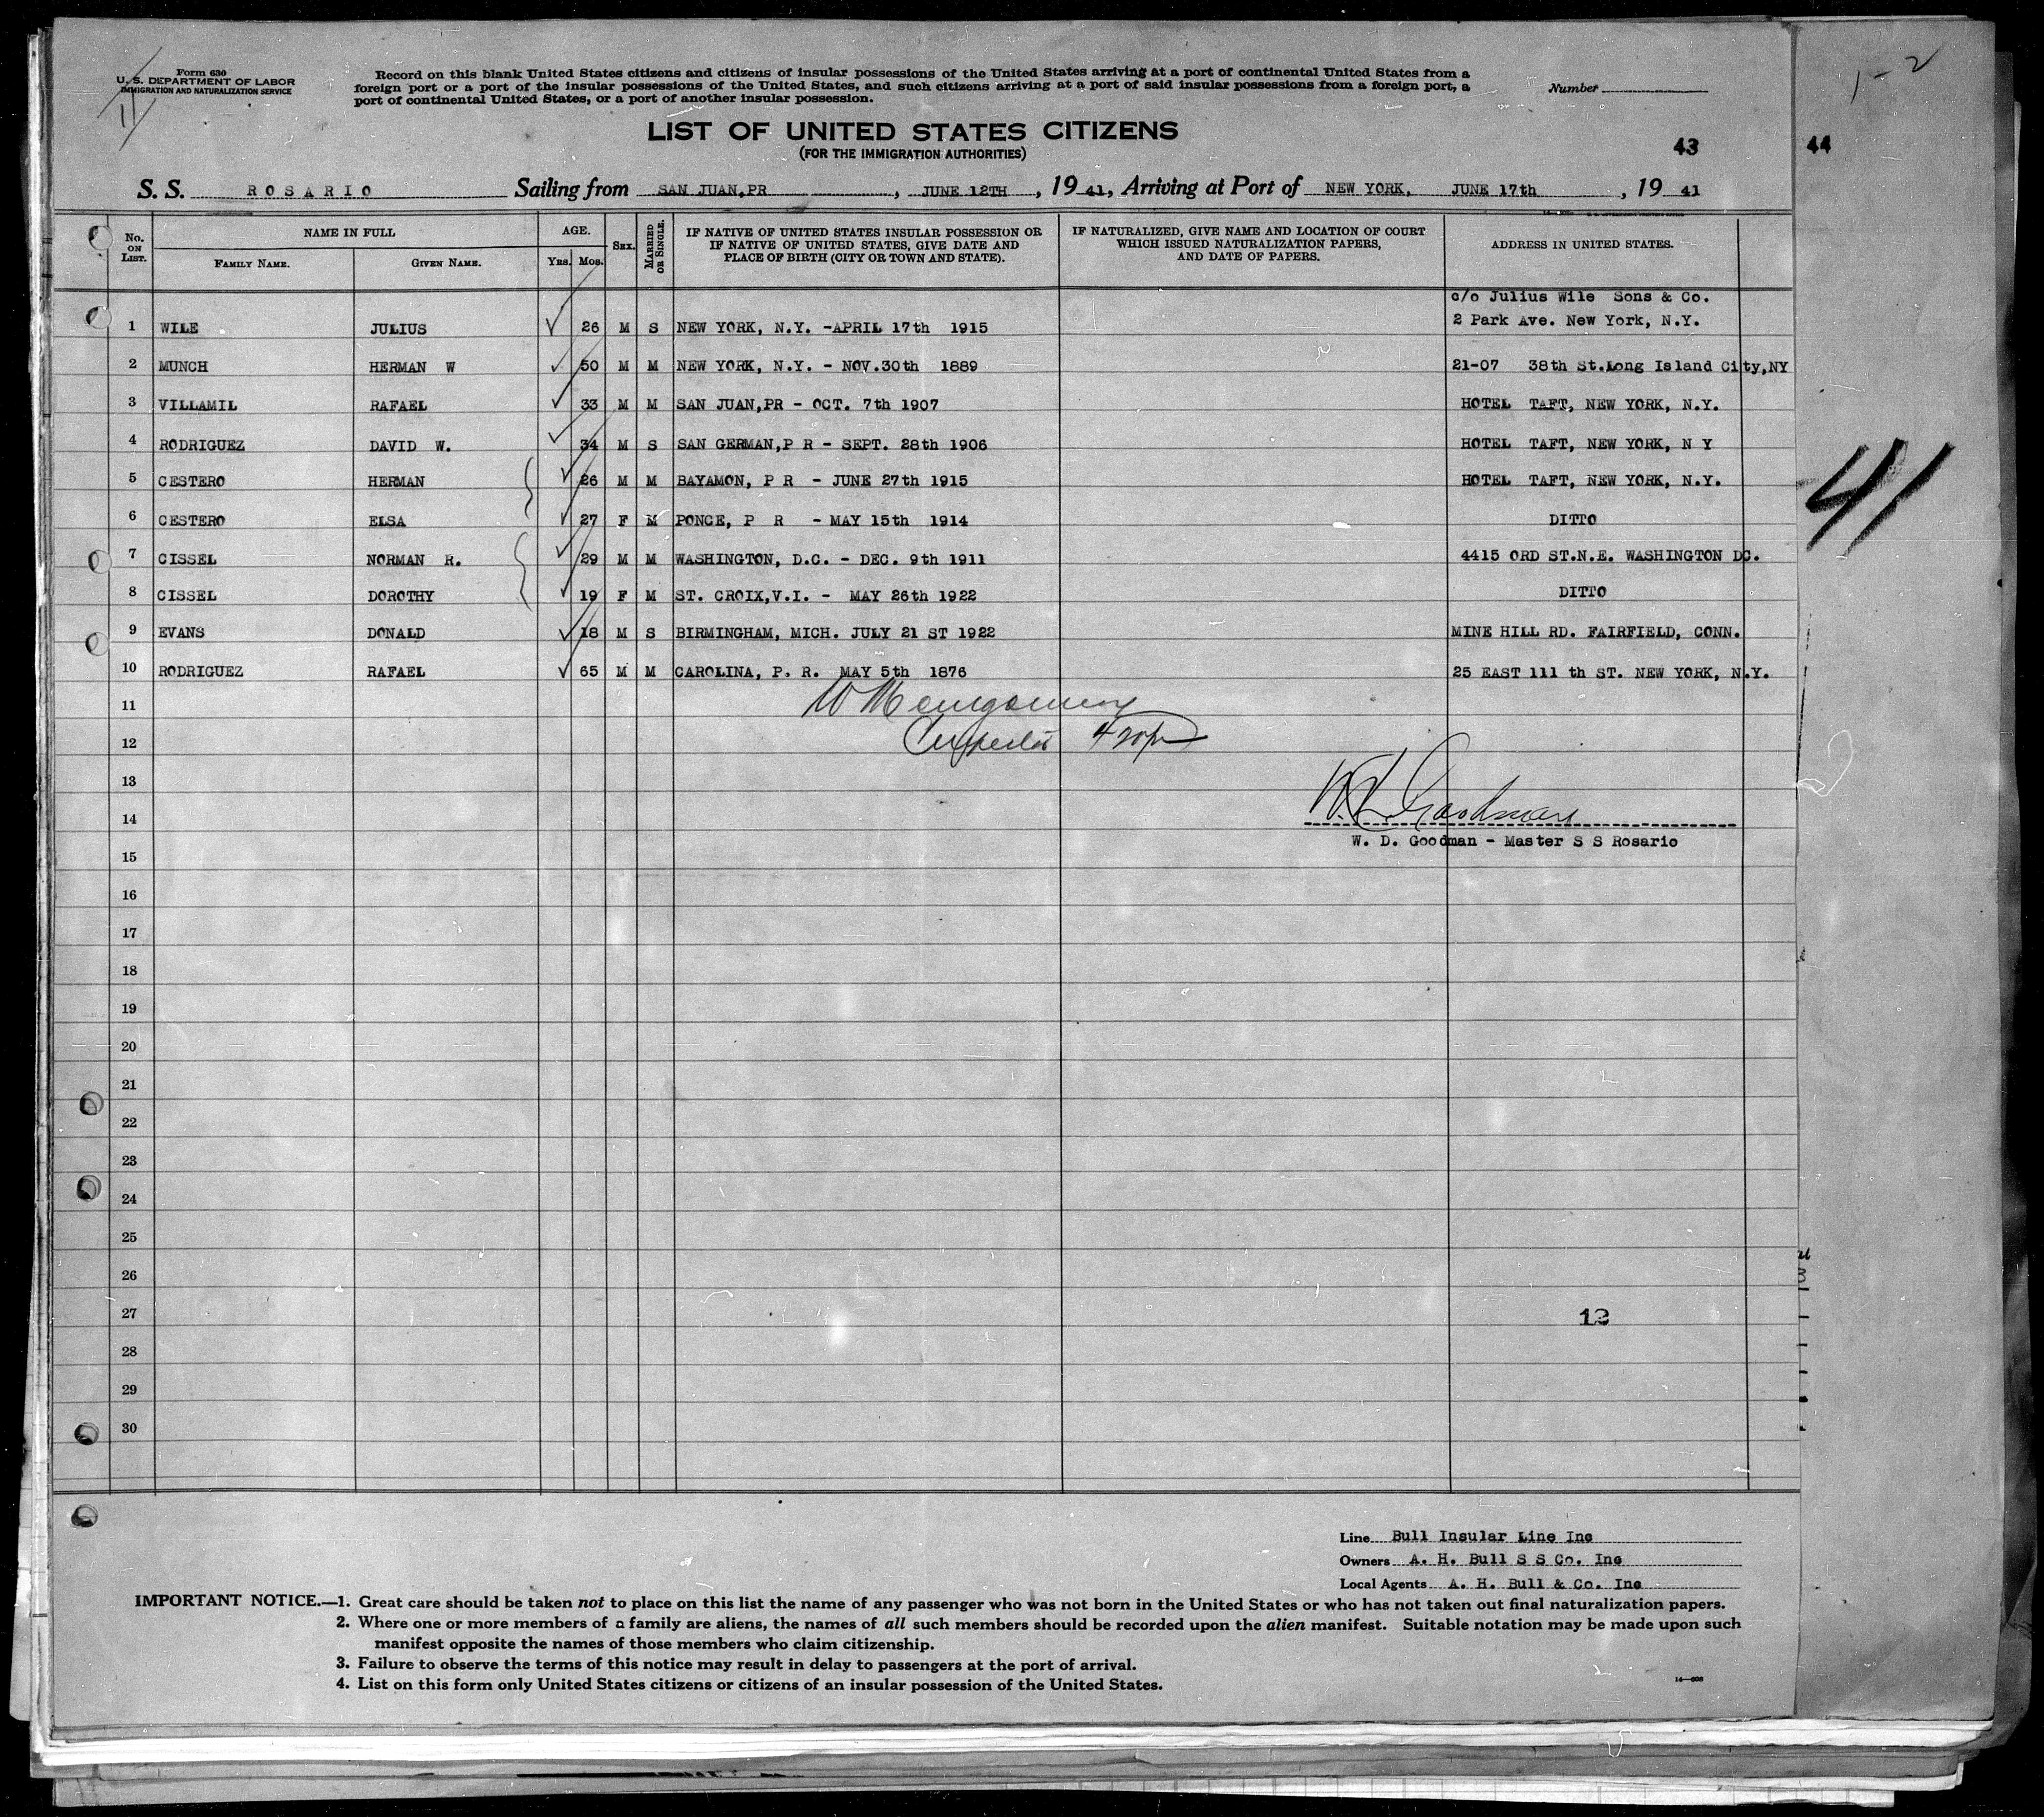 Form 630
U. S. DEPARTMENT OF LABOR
IMMIGRATION AND NATURALIZATION SERVICE
Record on this blank United States citizens and citizens of insular possessions of the United States arriving at a port of continental United States from a
foreign port or a port of the insular possessions of the United States, and such citizens arriving at a port of said insular possessions from a foreign port, a
port of continental United States, or a port of another insular possession.
Number
1-2
LIST OF UNITED STATES CITIZENS
(FOR THE IMMIGRATION AUTHORITIES)
43
44
S. S. ROSARIO Sailing from SAN JUAN,PR , JUNE 12TH , 19 41, Arriving at Port of NEW YORK, JUNE 17th , 19 41
No. ON LIST. NAME IN FULL FAMILY NAME. GIVEN NAME. AGE. YRS. MOS. SEX. MARRIED OR SINGLE. IF NATIVE OF UNITED STATES INSULAR POSSESSION OR IF NATIVE OF UNITED STATES, GIVE DATE AND PLACE OF BIRTH (CITY OR TOWN AND STATE). IF NATURALIZED, GIVE NAME AND LOCATION OF COURT WHICH ISSUED NATURALIZATION PAPERS, AND DATE OF PAPERS. ADDRESS IN UNITED STATES.
c/o Julius Wile Sons & Co.
1 WILE JULIUS 26 M S NEW YORK, N.Y. -APRIL 17th 1915 2 Park Ave. New York, N.Y.
2 MUNCH HERMAN W 50 M M NEW YORK, N.Y. - NOV.30th 1889 21-07 38th St.Long Island City,NY
3 VILLAMIL RAFAEL 33 M M SAN JUAN,PR - OCT. 7th 1907 HOTEL TAFT, NEW YORK, N.Y.
4 RODRIGUEZ DAVID W. 34 M S SAN GERMAN,P R - SEPT. 28th 1906 HOTEL TAFT, NEW YORK, N Y
5 CESTERO HERMAN 26 M M BAYAMON, P R - JUNE 27th 1915 HOTEL TAFT, NEW YORK, N.Y.
6 CESTERO ELSA 27 F M PONCE, P R - MAY 15th 1914 DITTO
7 CISSEL NORMAN R. 29 M M WASHINGTON, D.C. - DEC. 9th 1911 4415 ORD ST.N.E. WASHINGTON DC.
8 CISSEL DOROTHY 19 F M ST. CROIX,V.I. - MAY 26th 1922 DITTO
9 EVANS DONALD 18 M S BIRMINGHAM, MICH. JULY 21 ST 1922 MINE HILL RD. FAIRFIELD, CONN.
10 RODRIGUEZ RAFAEL 65 M M CAROLINA, P. R. MAY 5th 1876 25 EAST 111 th ST. NEW YORK, N.Y.
41
11 W Montgomery
12 Inspector
13
14 W. D. Goodman
W. D. Goodman - Master S S Rosario
15
16
17
18
19
20
21
22
23
24
25
26
27 12
28
29
30
Line Bull Insular Line Inc
Owners A. H. Bull S S Co. Inc
Local Agents A. H. Bull & Co. Inc
IMPORTANT NOTICE.—1. Great care should be taken not to place on this list the name of any passenger who was not born in the United States or who has not taken out final naturalization papers.
2. Where one or more members of a family are aliens, the names of all such members should be recorded upon the alien manifest. Suitable notation may be made upon such
manifest opposite the names of those members who claim citizenship.
3. Failure to observe the terms of this notice may result in delay to passengers at the port of arrival.
4. List on this form only United States citizens or citizens of an insular possession of the United States.
14—608